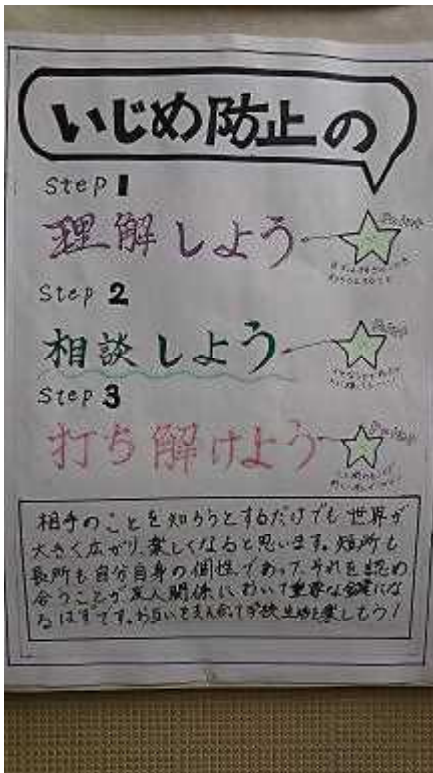 いじめ防止の
Step 1
理解しよう
Point
Step 2
相談しよう
Point
Step 3
打ち解けよう
Point
相手のことを知ろうとするだけでも世界が
大きく広がり、楽しくなると思います。短所も
長所も自分自身の個性であって、それを認め
合うことが友人関係において重要な鍵にな
るはずです。お互いを支え合って学校生活を楽しもう!